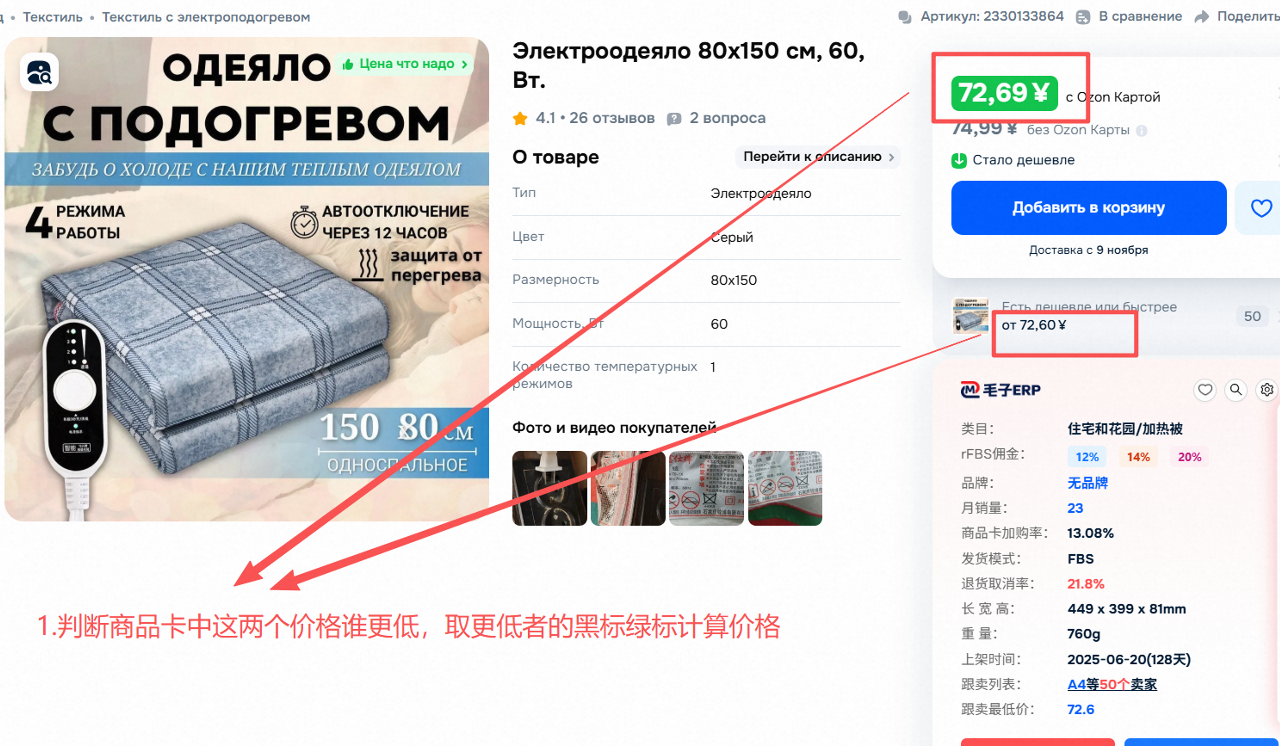 Текстиль • Текстиль с электроподогревом
Артикул: 2330133864
В сравнение
Поделить
ОДЕЯЛО
Цена что надо >
С ПОДОГРЕВОМ
ЗАБУДЬ О ХОЛОДЕ С НАШИМ ТЕПЛЫМ ОДЕЯЛОМ
4 РЕЖИМА
РАБОТЫ
АВТООТКЛЮЧЕНИЕ
ЧЕРЕЗ 12 ЧАСОВ
защита от
перегрева
150 x 80 см
ОДНОСПАЛЬНОЕ
Электроодеяло 80x150 см, 60,
Вт.
4.1 • 26 отзывов
2 вопроса
О товаре
Перейти к описанию >
Тип
Электроодеяло
Цвет
Серый
Размерность
80x150
Мощность, Вт
60
Количество температурных
режимов
1
Фото и видео покупателей
72,69 ¥ с Ozon Картой
74,99 ¥ без Ozon Карты
Стало дешевле
Добавить в корзину
Доставка с 9 ноября
Есть дешевле или быстрее
от 72,60 ¥
50
毛子ERP
类目： 住宅和花园/加热被
rFBS佣金： 12% 14% 20%
品牌： 无品牌
月销量： 23
商品卡加购率： 13.08%
发货模式： FBS
退货取消率： 21.8%
长 宽 高： 449 x 399 x 81mm
重 量： 760g
上架时间： 2025-06-20(128天)
跟卖列表： A4等50个卖家
跟卖最低价： 72.6
1.判断商品卡中这两个价格谁更低，取更低者的黑标绿标计算价格